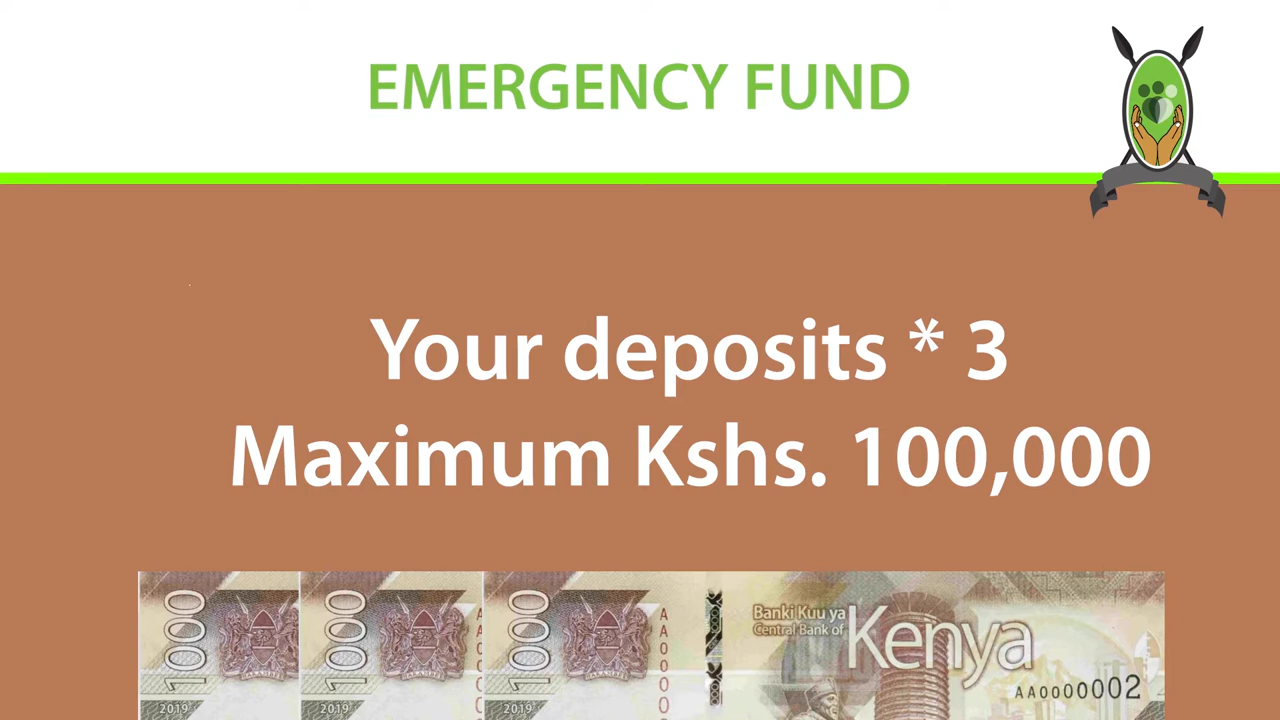 EMERGENCY FUND
Your deposits * 3
Maximum Kshs. 100,000
1000
1000
1000
Banki Kuu ya
Central Bank of
Kenya
AA0000002
2019
2019
2019